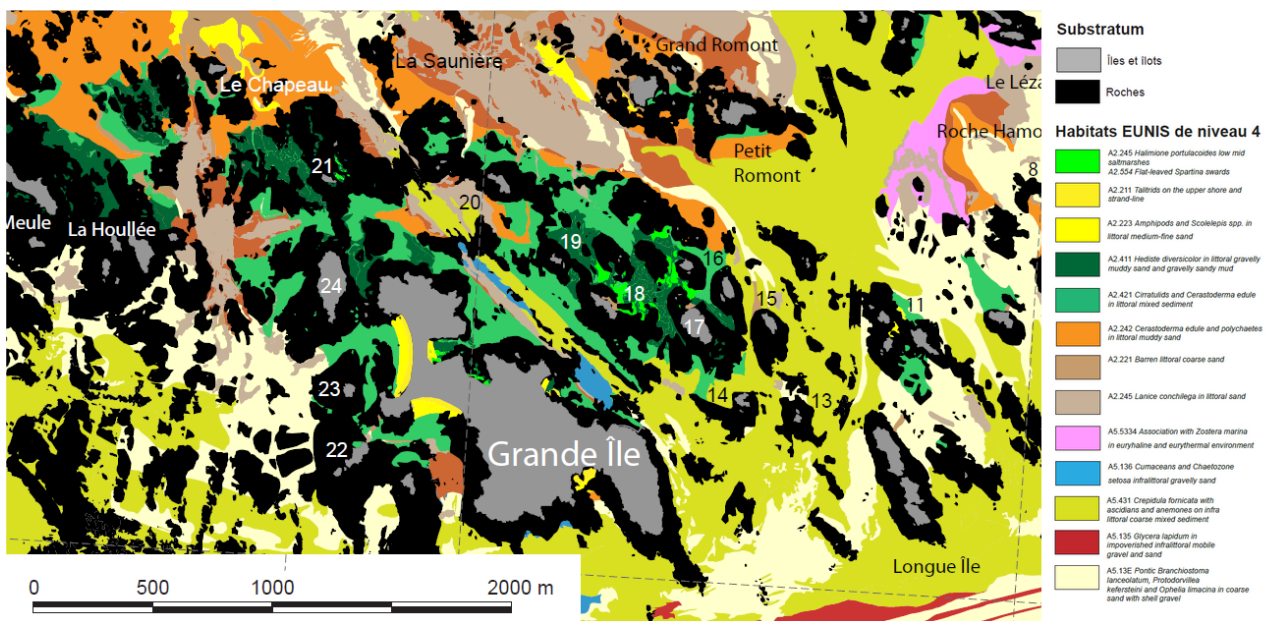 Grand Romont
La Saunière
Le Chapeau
Le Léza
Roche Hamo
Petit
Romont
8
21
20
Meule
La Houllée
19
16
24
18
15
11
17
23
14
13
22
Grande Île
Longue Île
0
500
1000
2000 m
Substratum
Îles et îlots
Roches
Habitats EUNIS de niveau 4
A2.245 Halimione portulacoides low mid
saltmarshes
A2.554 Flat-leaved Spartina swards
A2.211 Talitrids on the upper shore and
strand-line
A2.223 Amphipods and Scolelepis spp. in
littoral medium-fine sand
A2.411 Hediste diversicolor in littoral gravelly
muddy sand and gravelly sandy mud
A2.421 Cirratulids and Cerastoderma edule
in littoral mixed sediment
A2.242 Cerastoderma edule and polychaetes
in littoral muddy sand
A2.221 Barren littoral coarse sand
A2.245 Lanice conchilega in littoral sand
A5.5334 Association with Zostera marina
in euryhaline and eurythermal environment
A5.136 Cumaceans and Chaetozone
setosa infralittoral gravelly sand
A5.431 Crepidula fornicata with
ascidians and anemones on infra
littoral coarse mixed sediment
A5.135 Glycera lapidum in
impoverished infralittoral mobile
gravel and sand
A5.13E Pontic Branchiostoma
lanceolatum, Protodorvillea
kefersteini and Ophelia limacina in coarse
sand with shell gravel